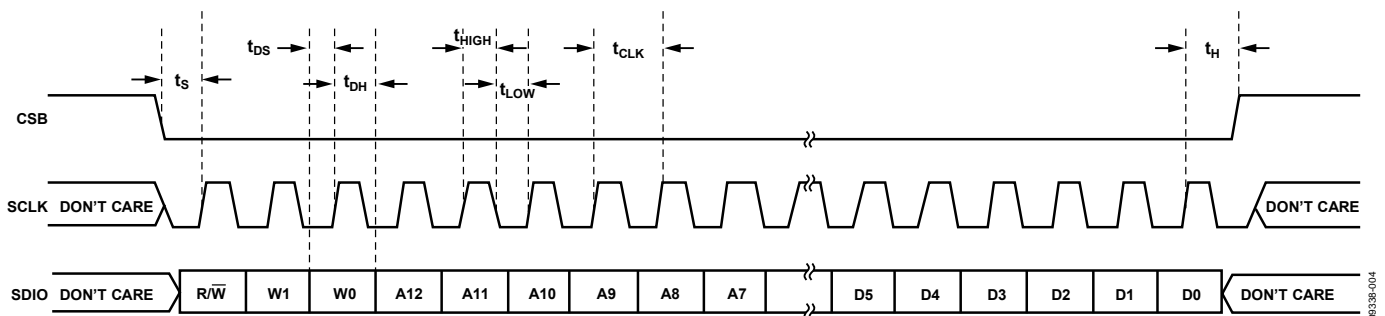 tDS
tHIGH
tCLK
tH
tS
tDH
tLOW
CSB
SCLK DON'T CARE DON'T CARE
SDIO DON'T CARE R/W̅ W1 W0 A12 A11 A10 A9 A8 A7 D5 D4 D3 D2 D1 D0 DON'T CARE
09338-004